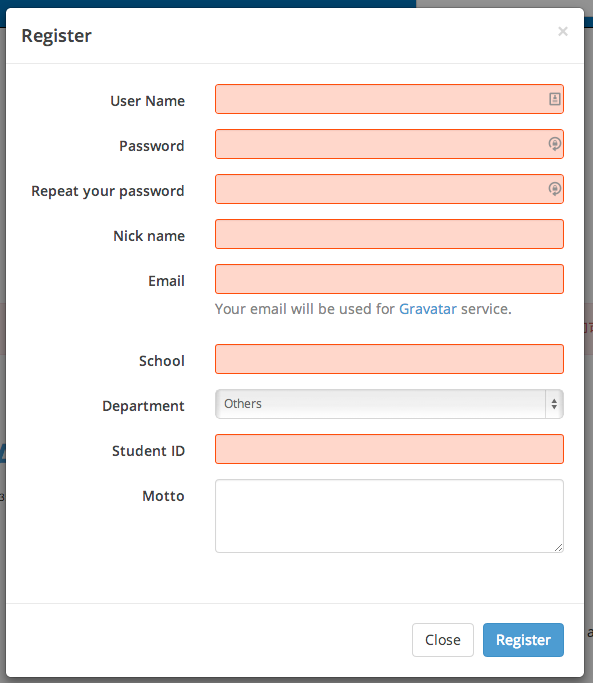 Register ×
User Name
Password
Repeat your password
Nick name
Email
Your email will be used for Gravatar service.
School
Department Others
Student ID
Motto
Close Register